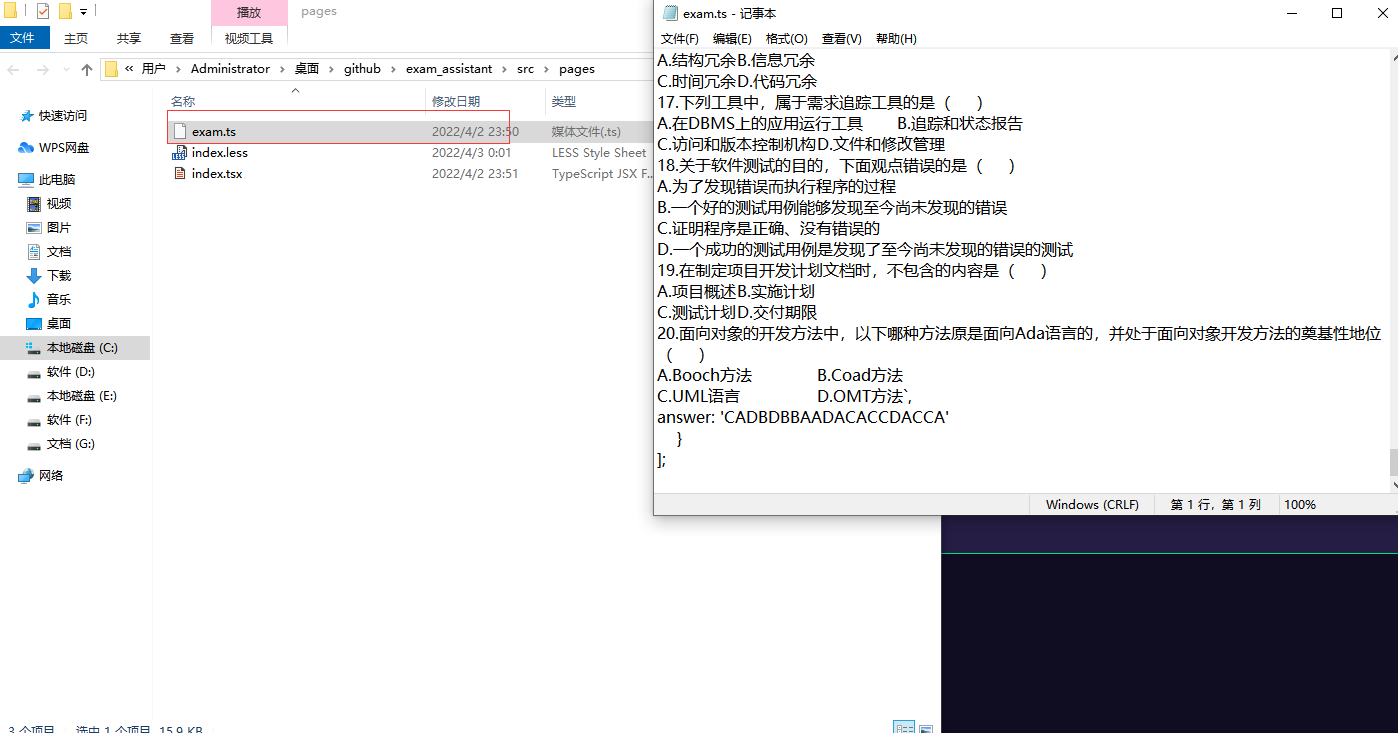 播放
pages
文件
主页
共享
查看
视频工具
« 用户 › Administrator › 桌面 › github › exam_assistant › src › pages
名称
修改日期
类型
exam.ts
2022/4/2 23:50
媒体文件(.ts)
index.less
2022/4/3 0:01
LESS Style Sheet
index.tsx
2022/4/2 23:51
TypeScript JSX F...
快速访问
WPS网盘
此电脑
视频
图片
文档
下载
音乐
桌面
本地磁盘 (C:)
软件 (D:)
本地磁盘 (E:)
软件 (F:)
文档 (G:)
网络
3 个项目
选中 1 个项目 15.9 KB
exam.ts - 记事本
文件(F) 编辑(E) 格式(O) 查看(V) 帮助(H)
A.结构冗余B.信息冗余
C.时间冗余D.代码冗余
17.下列工具中，属于需求追踪工具的是（ ）
A.在DBMS上的应用运行工具 B.追踪和状态报告
C.访问和版本控制机构D.文件和修改管理
18.关于软件测试的目的，下面观点错误的是（ ）
A.为了发现错误而执行程序的过程
B.一个好的测试用例能够发现至今尚未发现的错误
C.证明程序是正确、没有错误的
D.一个成功的测试用例是发现了至今尚未发现的错误的测试
19.在制定项目开发计划文档时，不包含的内容是（ ）
A.项目概述B.实施计划
C.测试计划D.交付期限
20.面向对象的开发方法中，以下哪种方法原是面向Ada语言的，并处于面向对象开发方法的奠基性地位
（ ）
A.Booch方法 B.Coad方法
C.UML语言 D.OMT方法`,
answer: 'CADBDBBAADACACCDACCA'
}
];
Windows (CRLF)
第 1 行，第 1 列
100%